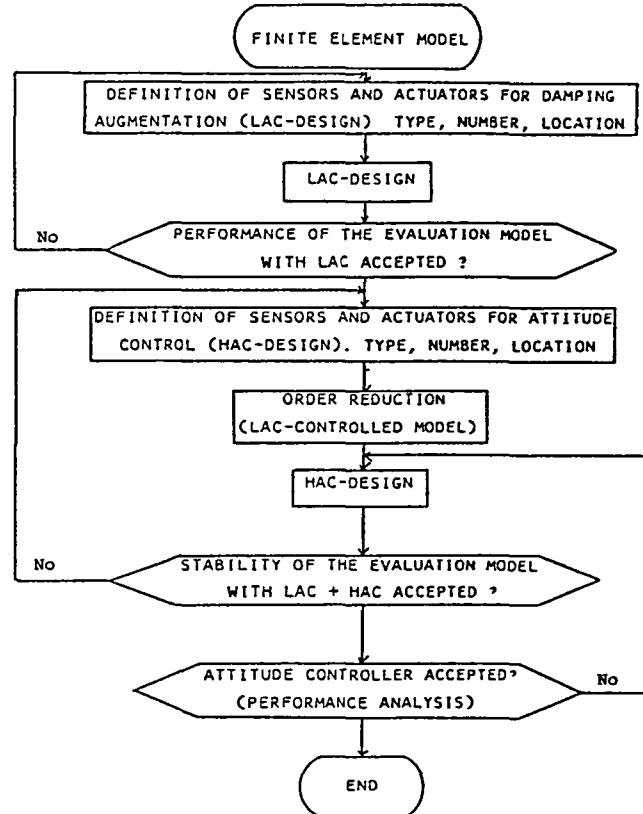 FINITE ELEMENT MODEL
DEFINITION OF SENSORS AND ACTUATORS FOR DAMPING
AUGMENTATION (LAC-DESIGN) TYPE, NUMBER, LOCATION
LAC-DESIGN
No
PERFORMANCE OF THE EVALUATION MODEL
WITH LAC ACCEPTED ?
DEFINITION OF SENSORS AND ACTUATORS FOR ATTITUDE
CONTROL (HAC-DESIGN). TYPE, NUMBER, LOCATION
ORDER REDUCTION
(LAC-CONTROLLED MODEL)
HAC-DESIGN
No
STABILITY OF THE EVALUATION MODEL
WITH LAC + HAC ACCEPTED ?
ATTITUDE CONTROLLER ACCEPTED?
(PERFORMANCE ANALYSIS)
No
END